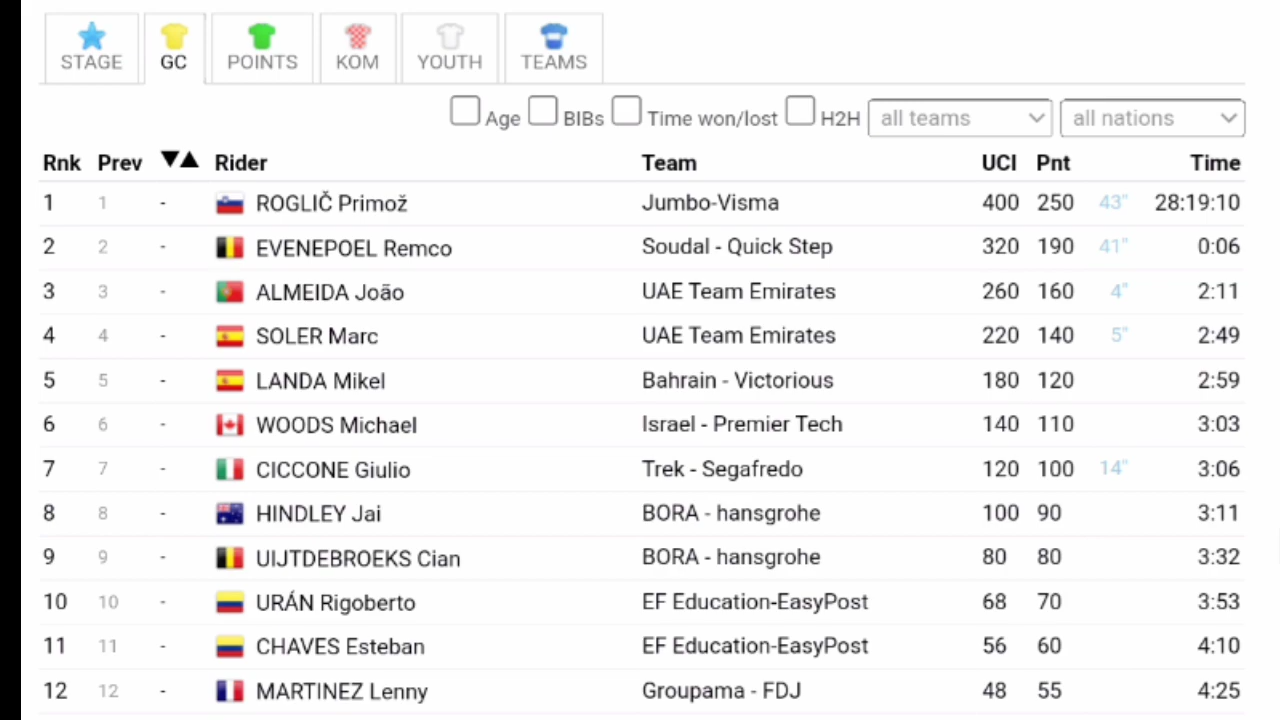 STAGE GC POINTS KOM YOUTH TEAMS
Age BIBs Time won/lost H2H all teams all nations
Rnk Prev ▼▲ Rider Team UCI Pnt Time
1 1 - ROGLIČ Primož Jumbo-Visma 400 250 43" 28:19:10
2 2 - EVENEPOEL Remco Soudal - Quick Step 320 190 41" 0:06
3 3 - ALMEIDA João UAE Team Emirates 260 160 4" 2:11
4 4 - SOLER Marc UAE Team Emirates 220 140 5" 2:49
5 5 - LANDA Mikel Bahrain - Victorious 180 120 2:59
6 6 - WOODS Michael Israel - Premier Tech 140 110 3:03
7 7 - CICCONE Giulio Trek - Segafredo 120 100 14" 3:06
8 8 - HINDLEY Jai BORA - hansgrohe 100 90 3:11
9 9 - UIJTDEBROEKS Cian BORA - hansgrohe 80 80 3:32
10 10 - URÁN Rigoberto EF Education-EasyPost 68 70 3:53
11 11 - CHAVES Esteban EF Education-EasyPost 56 60 4:10
12 12 - MARTINEZ Lenny Groupama - FDJ 48 55 4:25